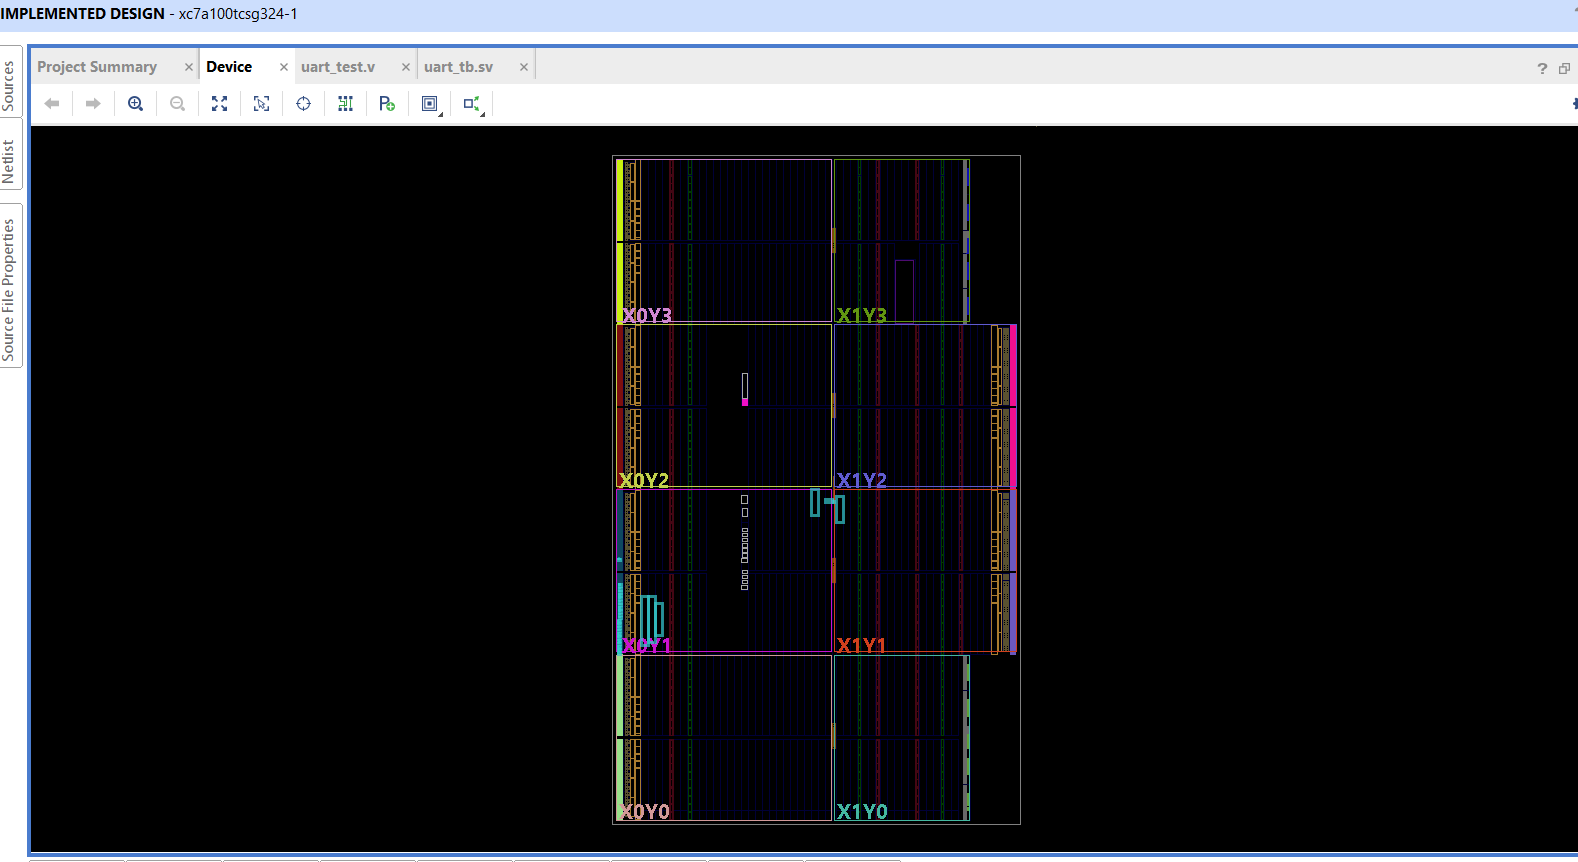 IMPLEMENTED DESIGN - xc7a100tcsg324-1
Sources
Netlist
Source File Properties
Project Summary × Device × uart_test.v × uart_tb.sv ×
?
X0Y3 X1Y3
X0Y2 X1Y2
X0Y1 X1Y1
X0Y0 X1Y0